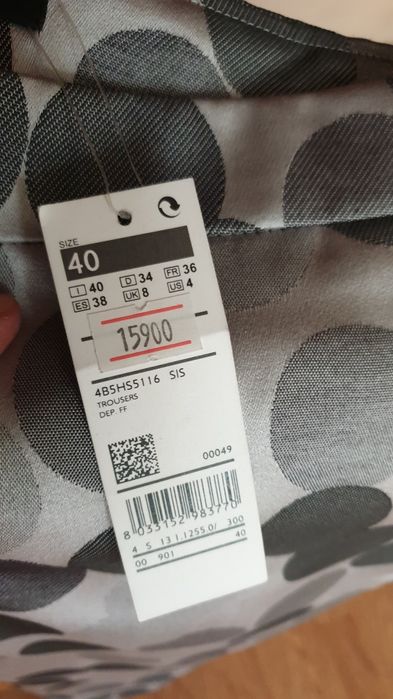 SIZE
40
I 40 D 34 FR 36
ES 38 UK 8 US 4
15900
4B5HS5116 SIS
TROUSERS
DEP. FF
00049
8 033152 983770
4 S 13 1.1255.0/ 300
00 901 40